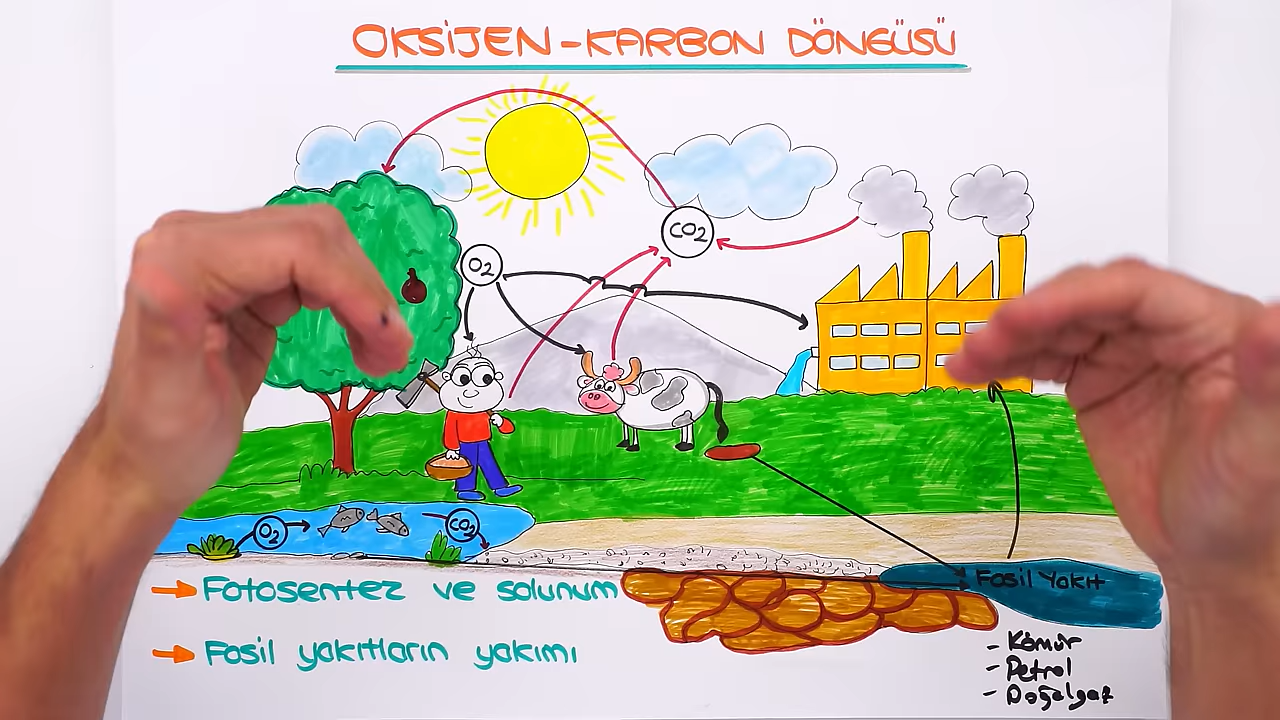 OKSİJEN-KARBON DÖNGÜSÜ
CO2
O2
O2
CO2
Fosil Yakıt
Fotosentez ve solunum
Fosil yakıtların yakımı
- Kömür
- Petrol
- Doğalgaz